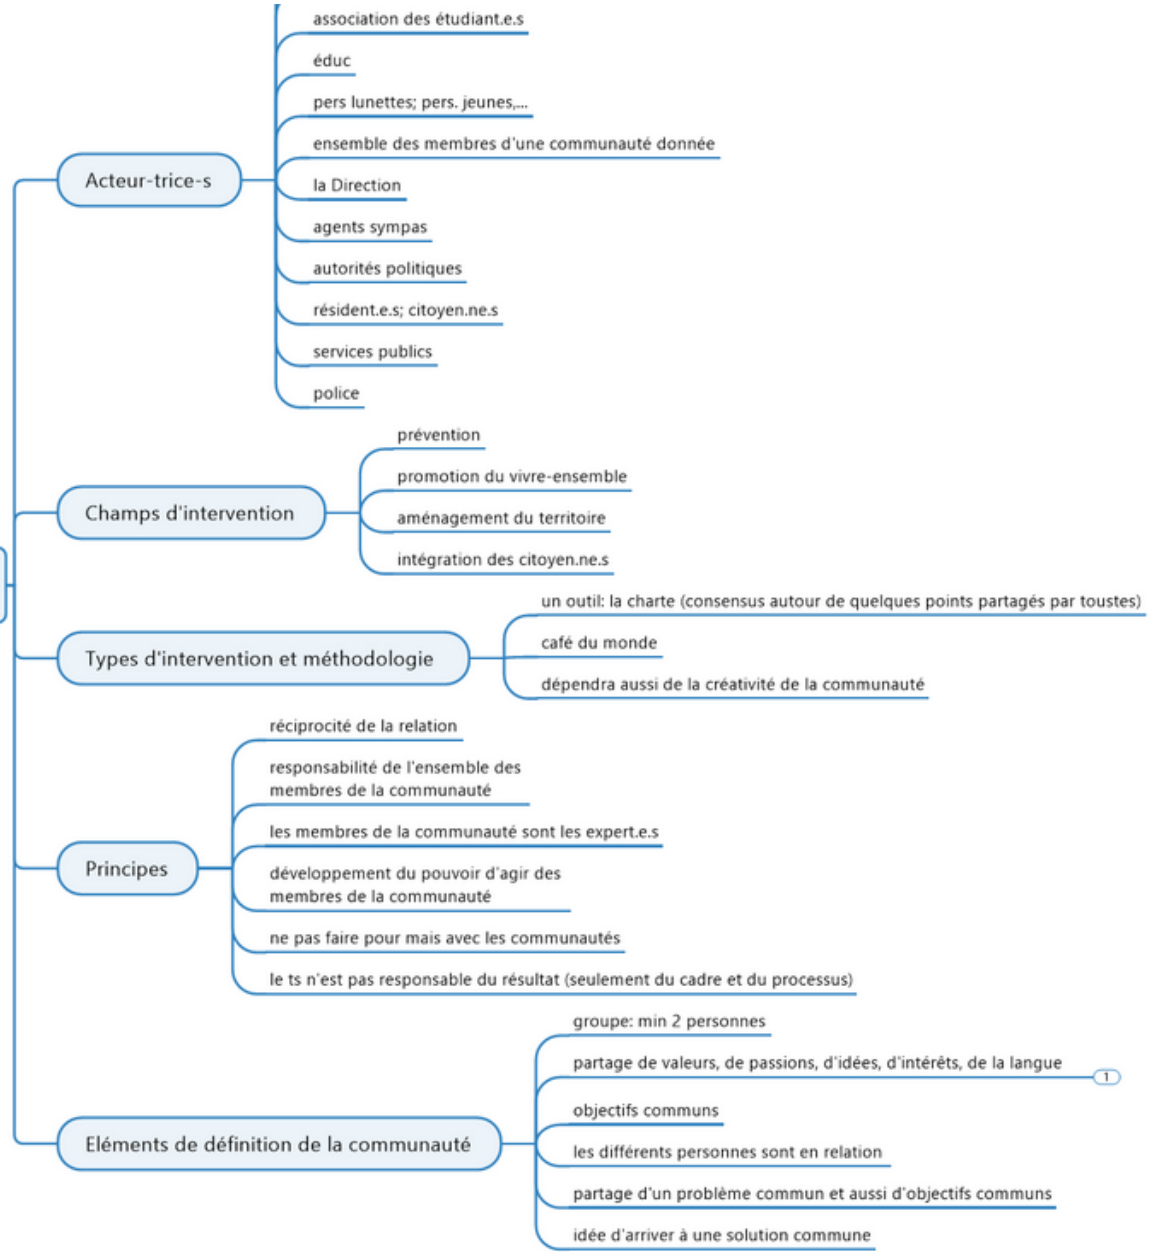 association des étudiant.e.s
éduc
pers lunettes; pers. jeunes,...
ensemble des membres d'une communauté donnée
Acteur-trice-s
la Direction
agents sympas
autorités politiques
résident.e.s; citoyen.ne.s
services publics
police
prévention
promotion du vivre-ensemble
Champs d'intervention
aménagement du territoire
intégration des citoyen.ne.s
un outil: la charte (consensus autour de quelques points partagés par toustes)
café du monde
Types d'intervention et méthodologie
dépendra aussi de la créativité de la communauté
réciprocité de la relation
responsabilité de l'ensemble des
membres de la communauté
les membres de la communauté sont les expert.e.s
Principes
développement du pouvoir d'agir des
membres de la communauté
ne pas faire pour mais avec les communautés
le ts n'est pas responsable du résultat (seulement du cadre et du processus)
groupe: min 2 personnes
partage de valeurs, de passions, d'idées, d'intérêts, de la langue
1
objectifs communs
Eléments de définition de la communauté
les différents personnes sont en relation
partage d'un problème commun et aussi d'objectifs communs
idée d'arriver à une solution commune